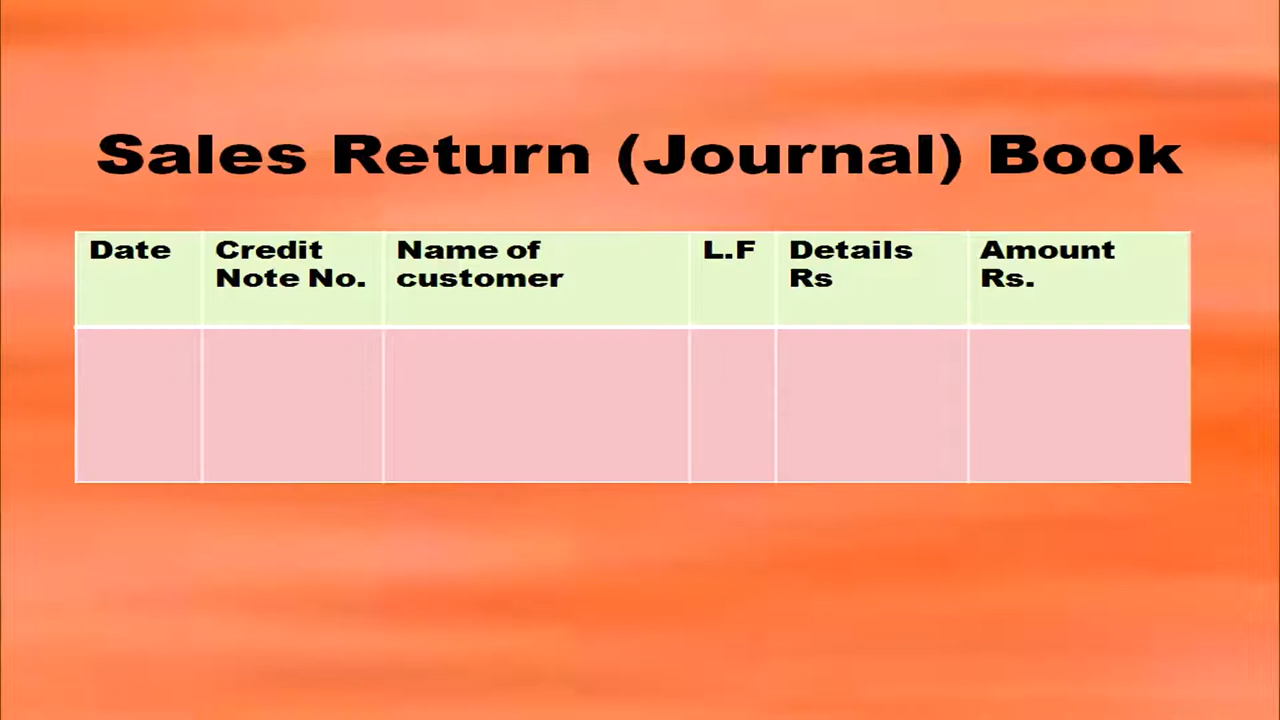 Sales Return (Journal) Book
Date
Credit
Note No.
Name of
customer
L.F
Details
Rs
Amount
Rs.